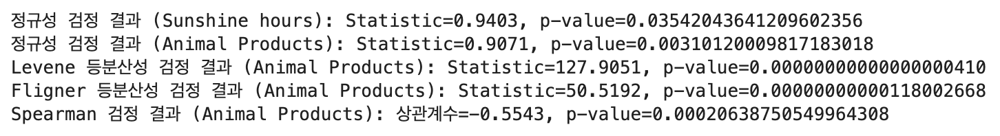 정규성 검정 결과 (Sunshine hours): Statistic=0.9403, p-value=0.03542043641209602356
정규성 검정 결과 (Animal Products): Statistic=0.9071, p-value=0.00310120009817183018
Levene 등분산성 검정 결과 (Animal Products): Statistic=127.9051, p-value=0.00000000000000000410
Fligner 등분산성 검정 결과 (Animal Products): Statistic=50.5192, p-value=0.00000000000118002668
Spearman 검정 결과 (Animal Products): 상관계수=-0.5543, p-value=0.00020638750549964308